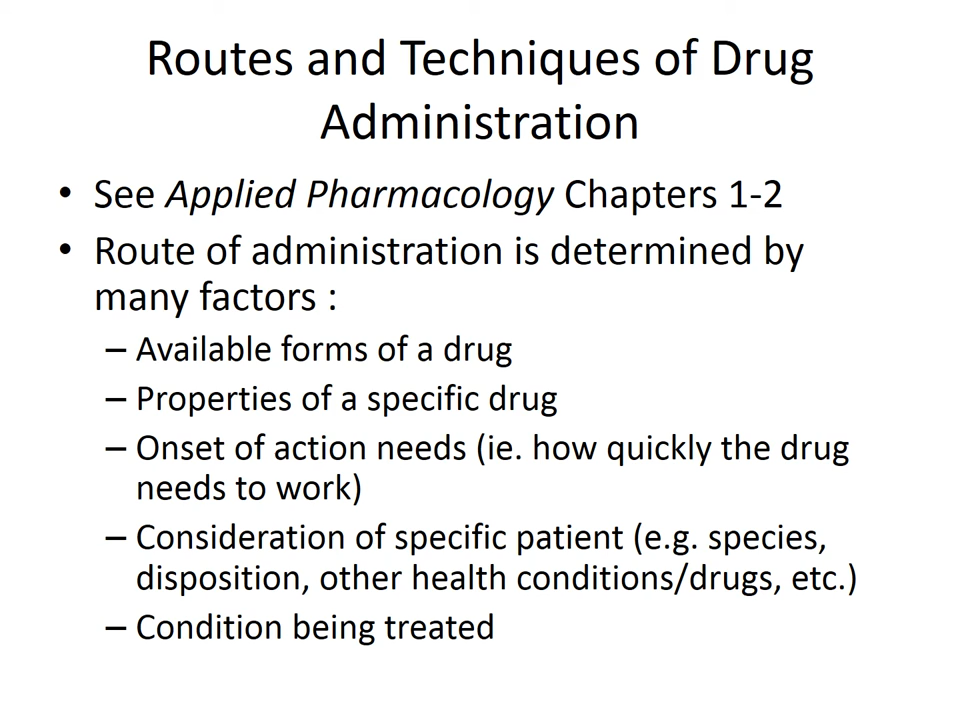 Routes and Techniques of Drug
Administration
• See Applied Pharmacology Chapters 1-2
• Route of administration is determined by
many factors :
– Available forms of a drug
– Properties of a specific drug
– Onset of action needs (ie. how quickly the drug
needs to work)
– Consideration of specific patient (e.g. species,
disposition, other health conditions/drugs, etc.)
– Condition being treated